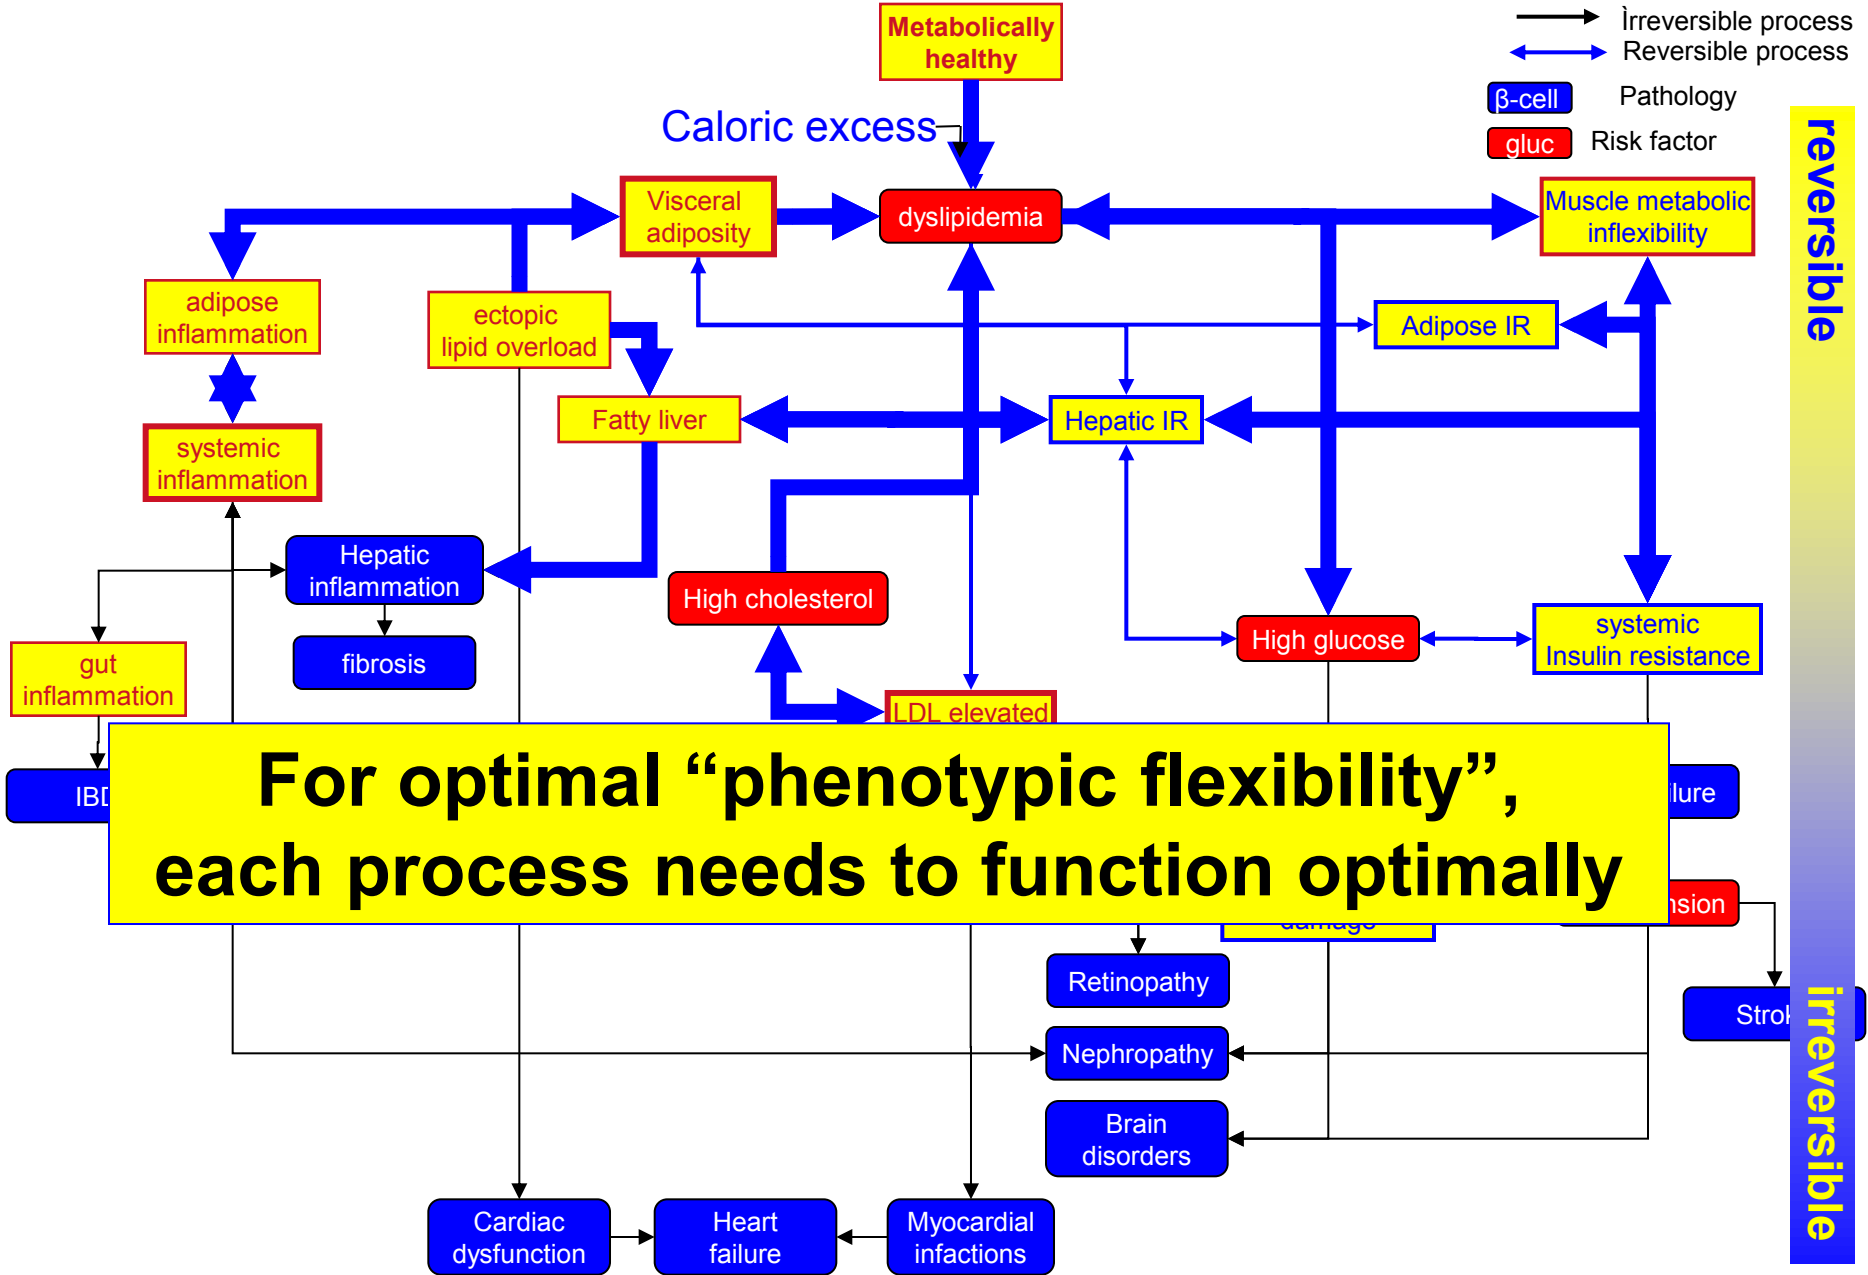 Metabolically
healthy
Ìrreversible process
Reversible process
β-cell
Pathology
gluc
Risk factor
Caloric excess
reversible
Visceral
adiposity
dyslipidemia
Muscle metabolic
inflexibility
adipose
inflammation
ectopic
lipid overload
Adipose IR
Fatty liver
Hepatic IR
systemic
inflammation
Hepatic
inflammation
High cholesterol
High glucose
systemic
Insulin resistance
fibrosis
gut
inflammation
LDL elevated
For optimal “phenotypic flexibility”,
each process needs to function optimally
Retinopathy
Nephropathy
Brain
disorders
irreversible
Cardiac
dysfunction
Heart
failure
Myocardial
infactions